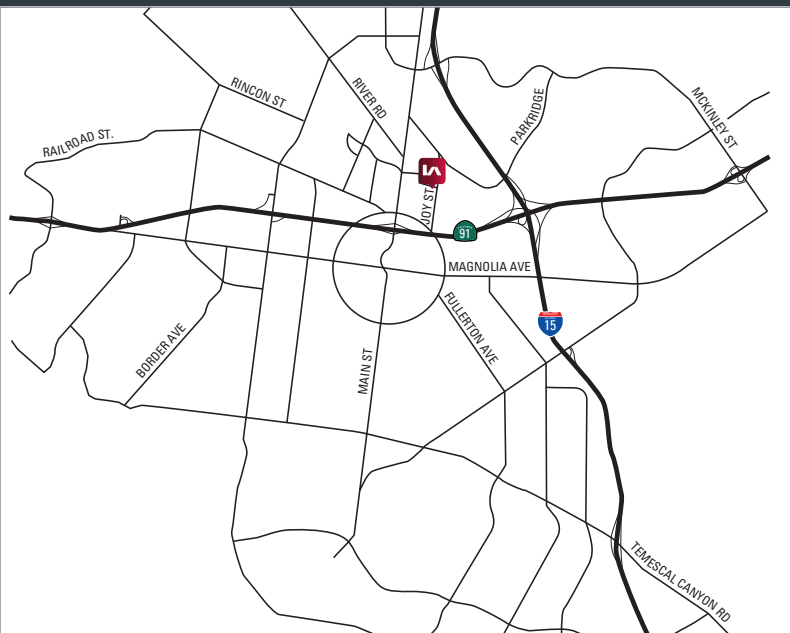 RINCON ST
RIVER RD
PARKRIDGE
MCKINLEY ST
RAILROAD ST.
JOY ST.
91
MAGNOLIA AVE
15
FULLERTON AVE
BORDER AVE
MAIN ST
TEMESCAL CANYON RD